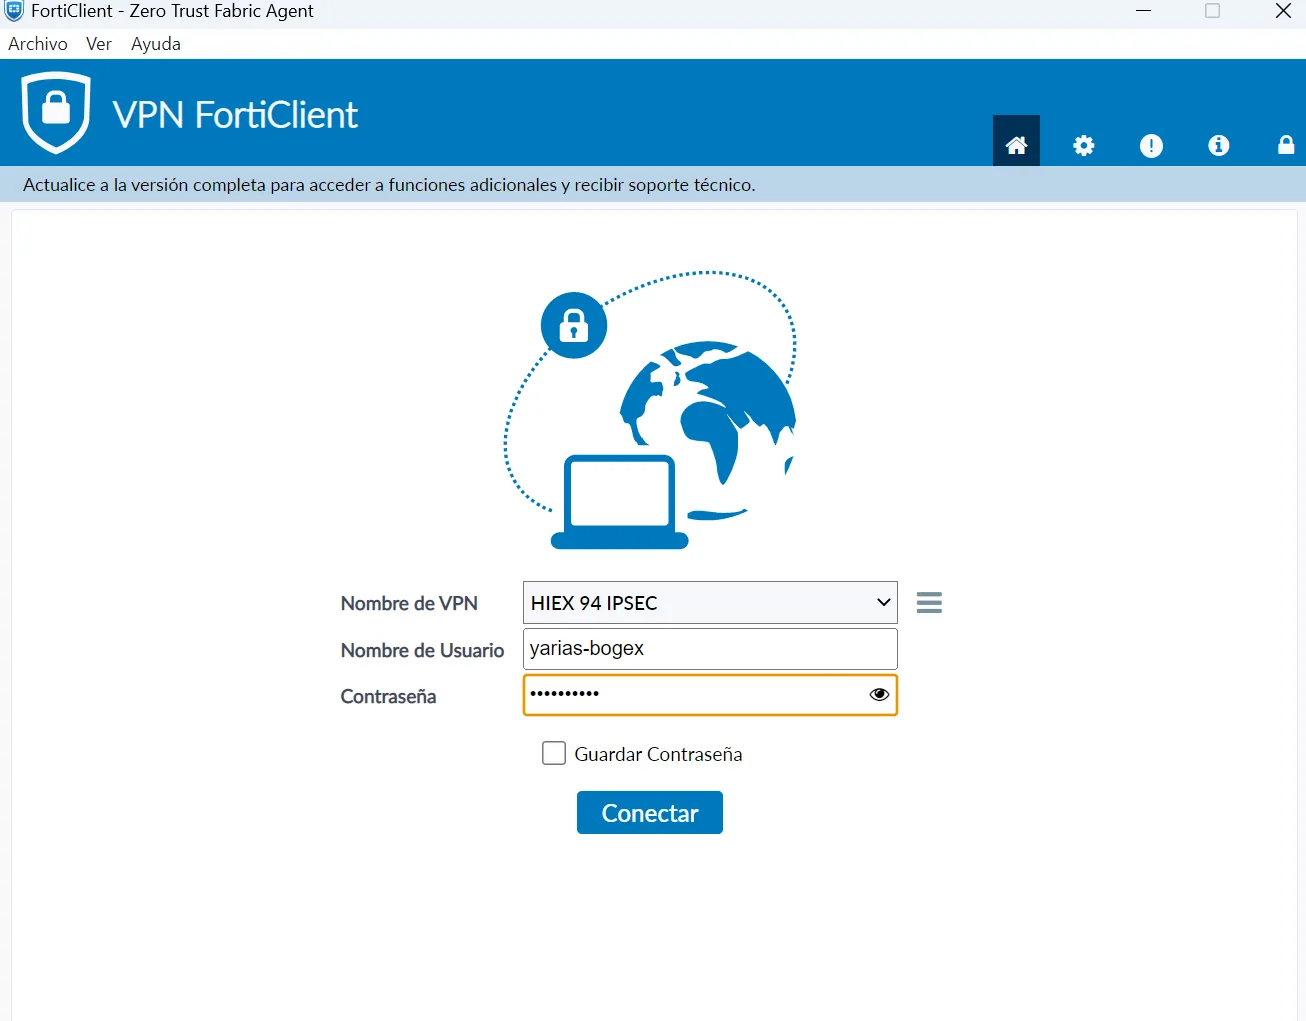 FortiClient - Zero Trust Fabric Agent
Archivo Ver Ayuda
VPN FortiClient
Actualice a la versión completa para acceder a funciones adicionales y recibir soporte técnico.
Nombre de VPN HIEX 94 IPSEC
Nombre de Usuario yarias-bogex
Contraseña ••••••••••
Guardar Contraseña
Conectar